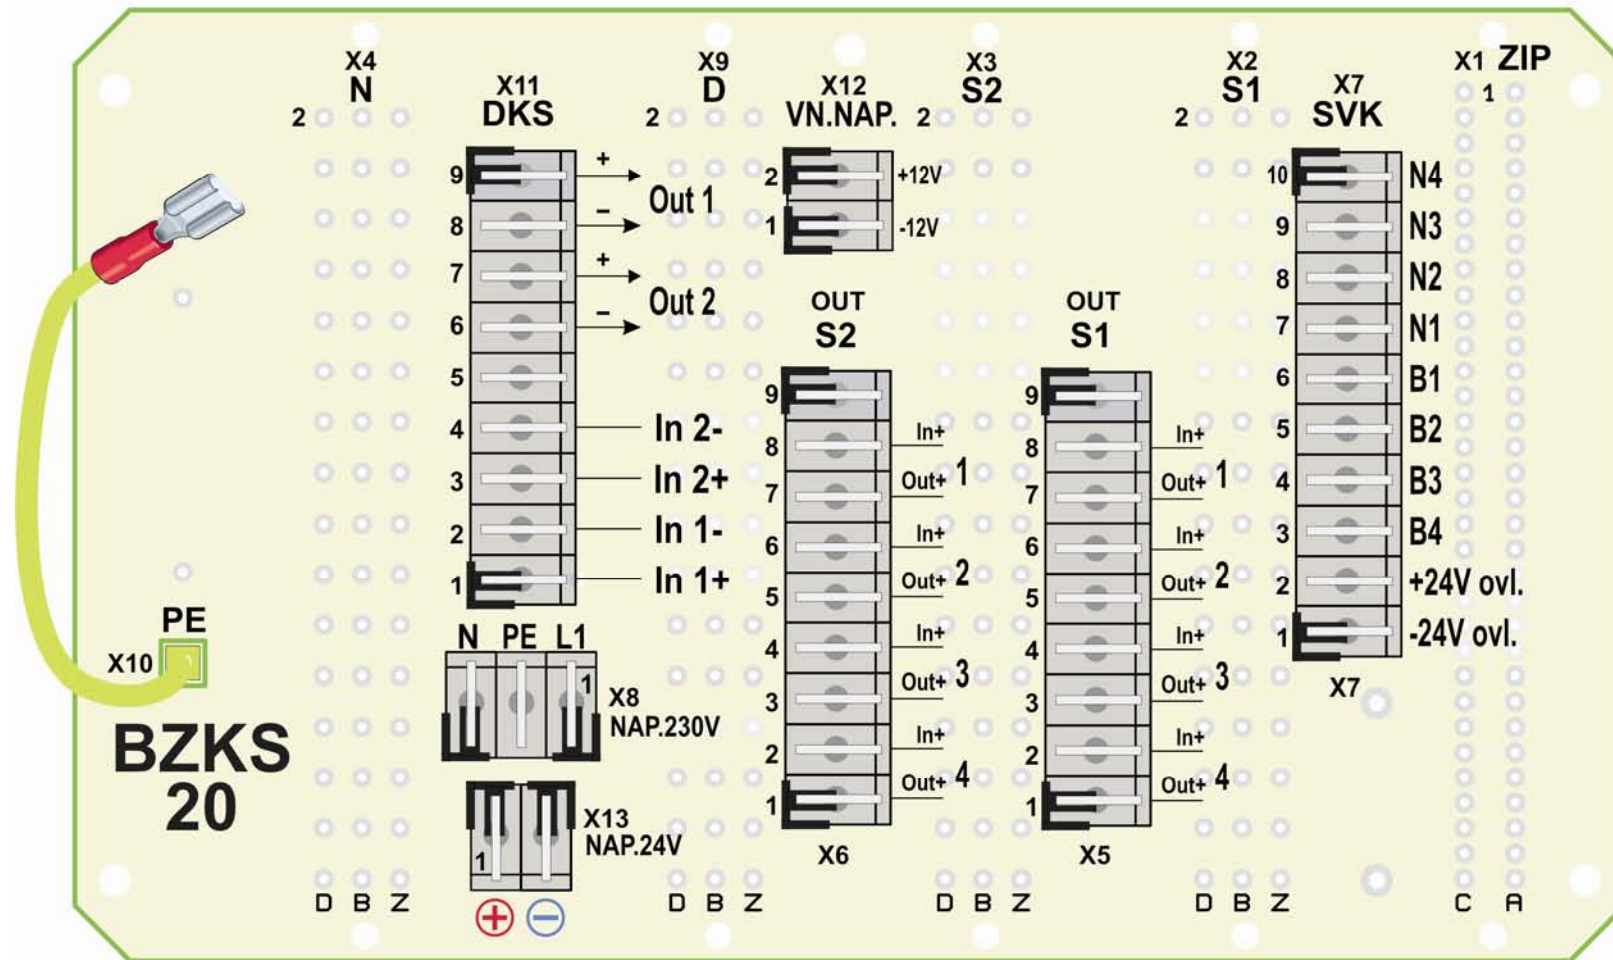 X4
N
2
X11
DKS
9
8
7
6
5
4
3
2
1
+
−
Out 1
+
−
Out 2
In 2-
In 2+
In 1-
In 1+
X9
D
2
X12
VN.NAP.
2
1
+12V
-12V
X3
S2
2
X2
S1
2
X7
SVK
10
9
8
7
6
5
4
3
2
1
N4
N3
N2
N1
B1
B2
B3
B4
+24V ovl.
-24V ovl.
X7
X1 ZIP
1
OUT
S2
9
8
7
6
5
4
3
2
1
In+
Out+ 1
In+
Out+ 2
In+
Out+ 3
In+
Out+ 4
X6
OUT
S1
9
8
7
6
5
4
3
2
1
In+
Out+ 1
In+
Out+ 2
In+
Out+ 3
In+
Out+ 4
X5
PE
X10
BZKS
20
N PE L1
1
X8
NAP.230V
X13
NAP.24V
1
+ −
D B Z
D B Z
D B Z
D B Z
C A